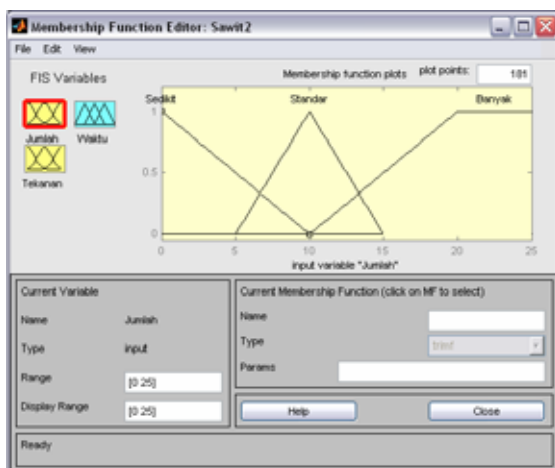 Membership Function Editor: Sawit2
File Edit View
FIS Variables
Jumlah Waktu
Tekanan
Membership function plots plot points: 181
Sedikit Standar Banyak
1
0.5
0
0 5 10 15 20 25
input variable "Jumlah"
Current Variable
Name Jumlah
Type input
Range [0 25]
Display Range [0 25]
Current Membership Function (click on MF to select)
Name
Type trimf
Params
Help Close
Ready